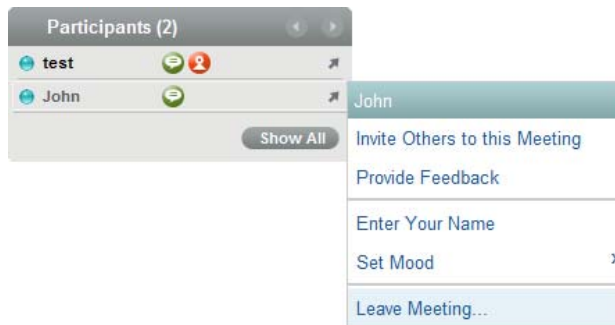 Participants (2)
test
John
Show All
John
Invite Others to this Meeting
Provide Feedback
Enter Your Name
Set Mood
Leave Meeting...